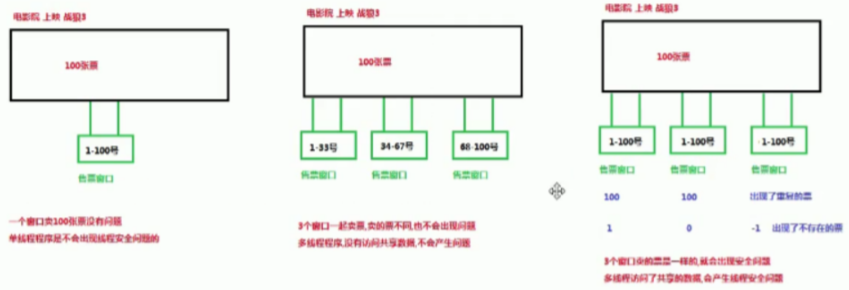 电影院 上映 战狼3
100张票
1-100号
售票窗口
一个窗口卖100张票没有问题
单线程程序是不会出现线程安全问题的
电影院 上映 战狼3
100张票
1-33号
34-67号
68-100号
售票窗口
售票窗口
售票窗口
3个窗口一起卖票,卖的票不同,也不会出现问题
多线程程序,没有访问共享数据,不会产生问题
电影院 上映 战狼3
100张票
1-100号
1-100号
1-100号
售票窗口
售票窗口
售票窗口
100
100
出现了重复的票
1
0
-1 出现了不存在的票
3个窗口卖的票是一样的,就会出现安全问题
多线程访问了共享的数据,会产生线程安全问题